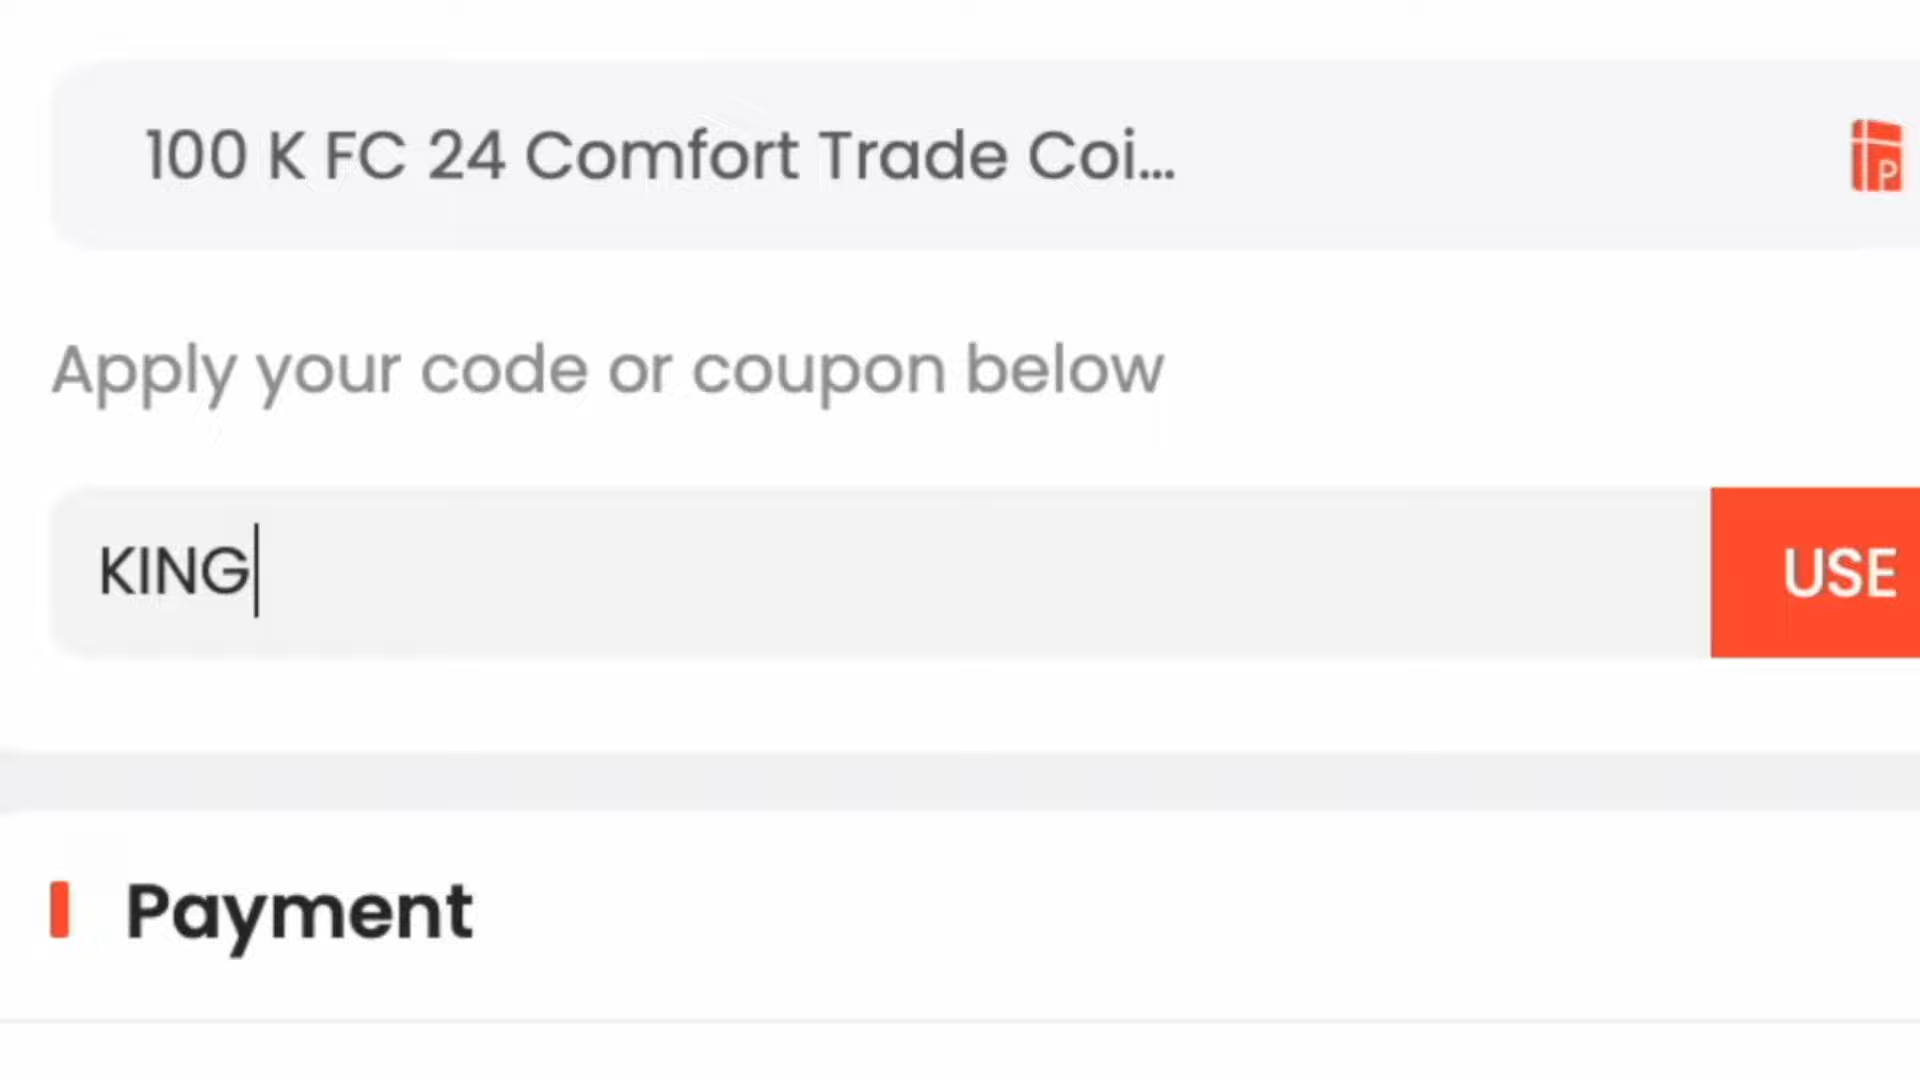 100 K FC 24 Comfort Trade Coi...
P
Apply your code or coupon below
KING
USE
Payment